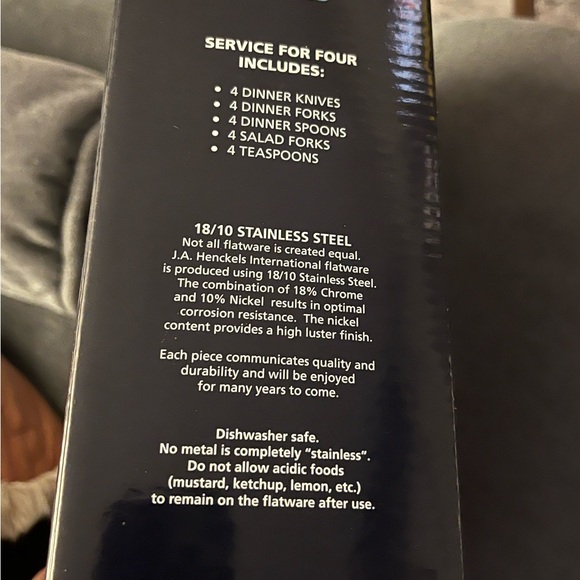 SERVICE FOR FOUR
INCLUDES:
• 4 DINNER KNIVES
• 4 DINNER FORKS
• 4 DINNER SPOONS
• 4 SALAD FORKS
• 4 TEASPOONS
18/10 STAINLESS STEEL
Not all flatware is created equal.
J.A. Henckels International flatware
is produced using 18/10 Stainless Steel.
The combination of 18% Chrome
and 10% Nickel results in optimal
corrosion resistance. The nickel
content provides a high luster finish.
Each piece communicates quality and
durability and will be enjoyed
for many years to come.
Dishwasher safe.
No metal is completely "stainless".
Do not allow acidic foods
(mustard, ketchup, lemon, etc.)
to remain on the flatware after use.